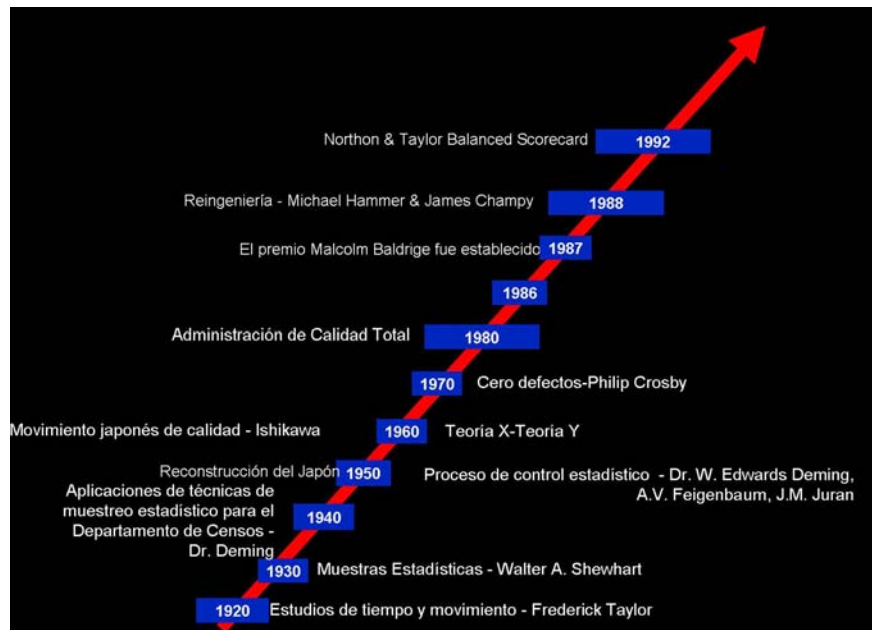 Northon & Taylor Balanced Scorecard 1992
Reingeniería - Michael Hammer & James Champy 1988
El premio Malcolm Baldrige fue establecido 1987
1986
Administración de Calidad Total 1980
1970 Cero defectos-Philip Crosby
Movimiento japonés de calidad - Ishikawa 1960 Teoria X-Teoria Y
Reconstrucción del Japón 1950 Proceso de control estadístico - Dr. W. Edwards Deming,
A.V. Feigenbaum, J.M. Juran
Aplicaciones de técnicas de
muestreo estadístico para el
Departamento de Censos -
Dr. Deming
1940
1930 Muestras Estadísticas - Walter A. Shewhart
1920 Estudios de tiempo y movimiento - Frederick Taylor